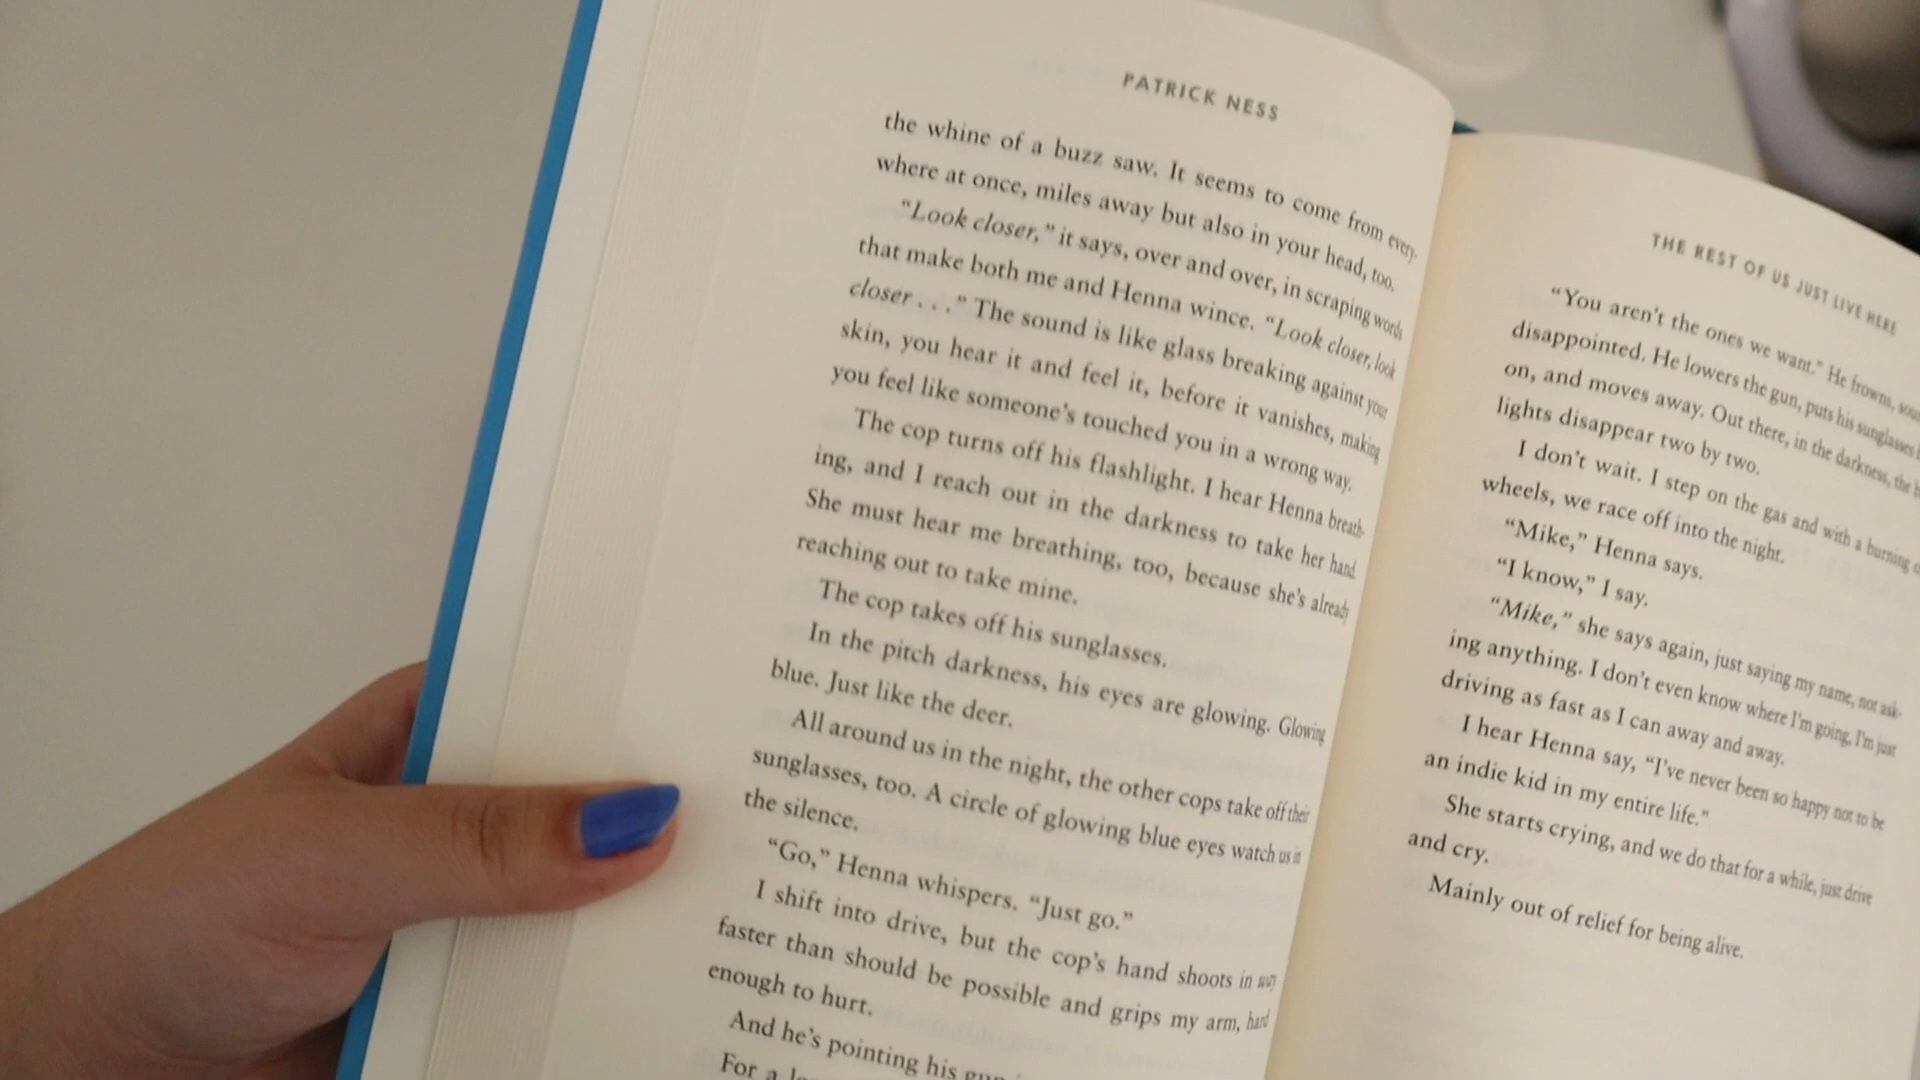 PATRICK NESS
the whine of a buzz saw. It seems to come from every-
where at once, miles away but also in your head, too.
“Look closer,” it says, over and over, in scraping words
that make both me and Henna wince. “Look closer, look
closer . . .” The sound is like glass breaking against your
skin, you hear it and feel it, before it vanishes, making
you feel like someone’s touched you in a wrong way.
The cop turns off his flashlight. I hear Henna breath-
ing, and I reach out in the darkness to take her hand.
She must hear me breathing, too, because she’s already
reaching out to take mine.
The cop takes off his sunglasses.
In the pitch darkness, his eyes are glowing. Glowing
blue. Just like the deer.
All around us in the night, the other cops take off their
sunglasses, too. A circle of glowing blue eyes watch us in
the silence.
“Go,” Henna whispers. “Just go.”
I shift into drive, but the cop’s hand shoots in way
faster than should be possible and grips my arm, hard
enough to hurt.
And he’s pointing his
For a
THE REST OF US JUST LIVE HERE
“You aren’t the ones we want.” He frowns,
disappointed. He lowers the gun, puts his sunglasses
on, and moves away. Out there, in the darkness, the
lights disappear two by two.
I don’t wait. I step on the gas and with a burning
wheels, we race off into the night.
“Mike,” Henna says.
“I know,” I say.
“Mike,” she says again, just saying my name, not ask-
ing anything. I don’t even know where I’m going, I’m just
driving as fast as I can away and away.
I hear Henna say, “I’ve never been so happy not to be
an indie kid in my entire life.”
She starts crying, and we do that for a while, just drive
and cry.
Mainly out of relief for being alive.